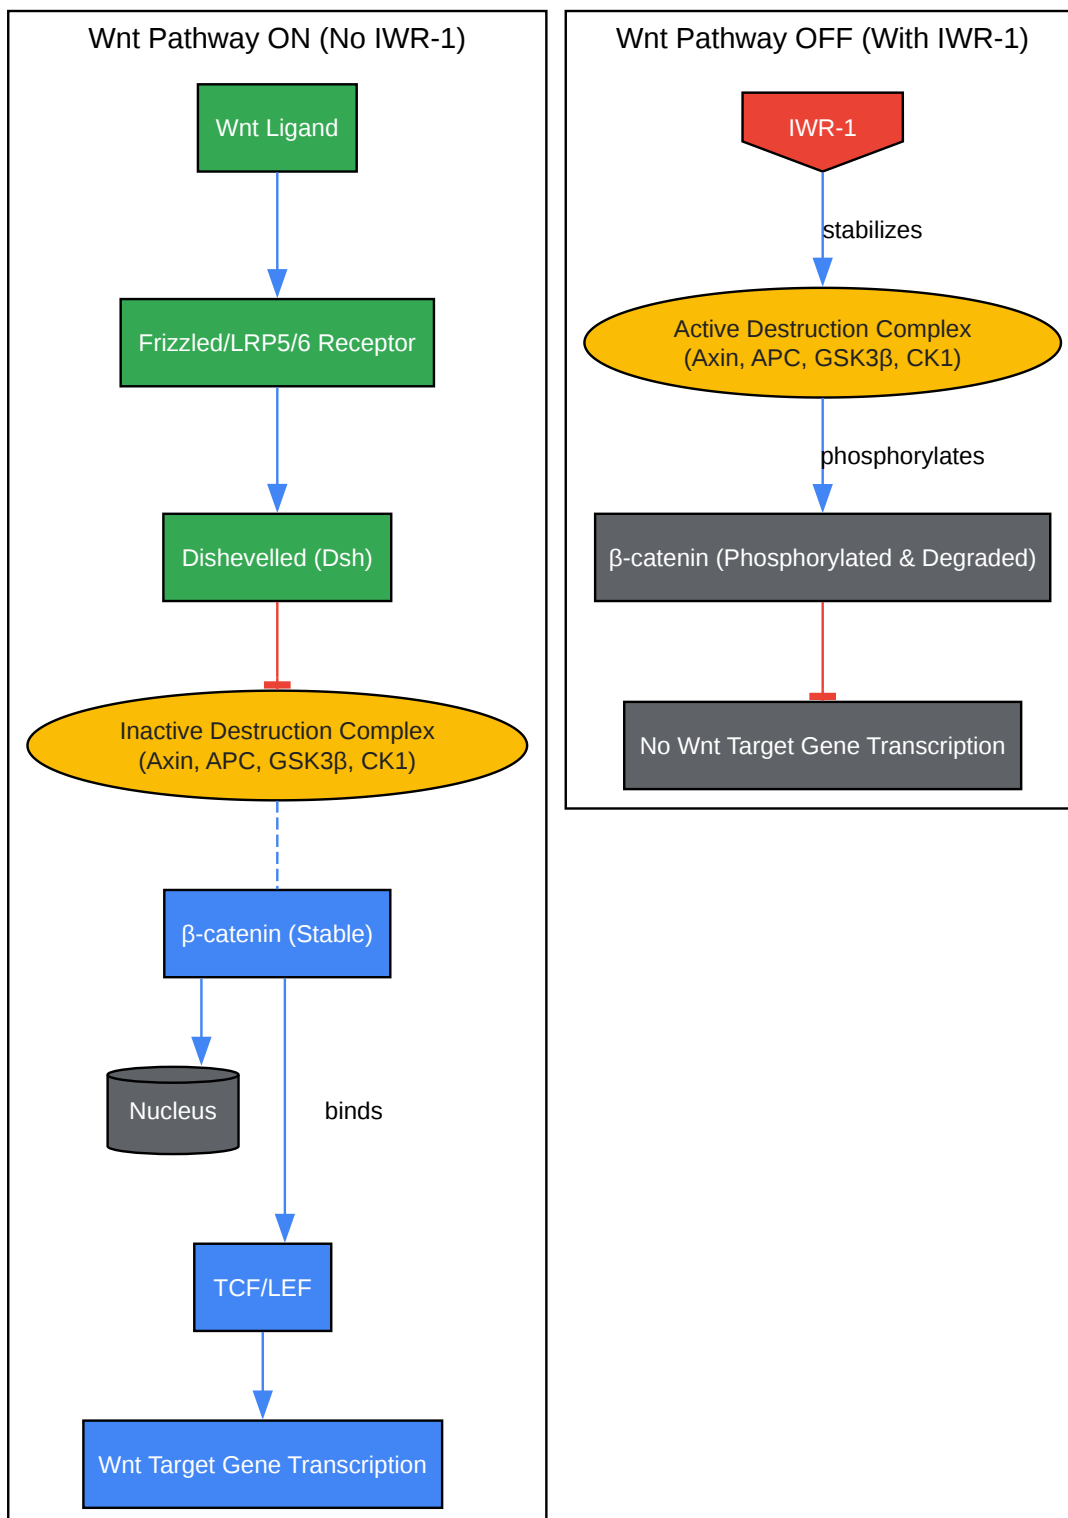 Wnt Pathway ON (No IWR-1)
Wnt Ligand
Frizzled/LRP5/6 Receptor
Dishevelled (Dsh)
Inactive Destruction Complex
(Axin, APC, GSK3β, CK1)
β-catenin (Stable)
Nucleus
binds
TCF/LEF
Wnt Target Gene Transcription
Wnt Pathway OFF (With IWR-1)
IWR-1
stabilizes
Active Destruction Complex
(Axin, APC, GSK3β, CK1)
phosphorylates
β-catenin (Phosphorylated & Degraded)
No Wnt Target Gene Transcription